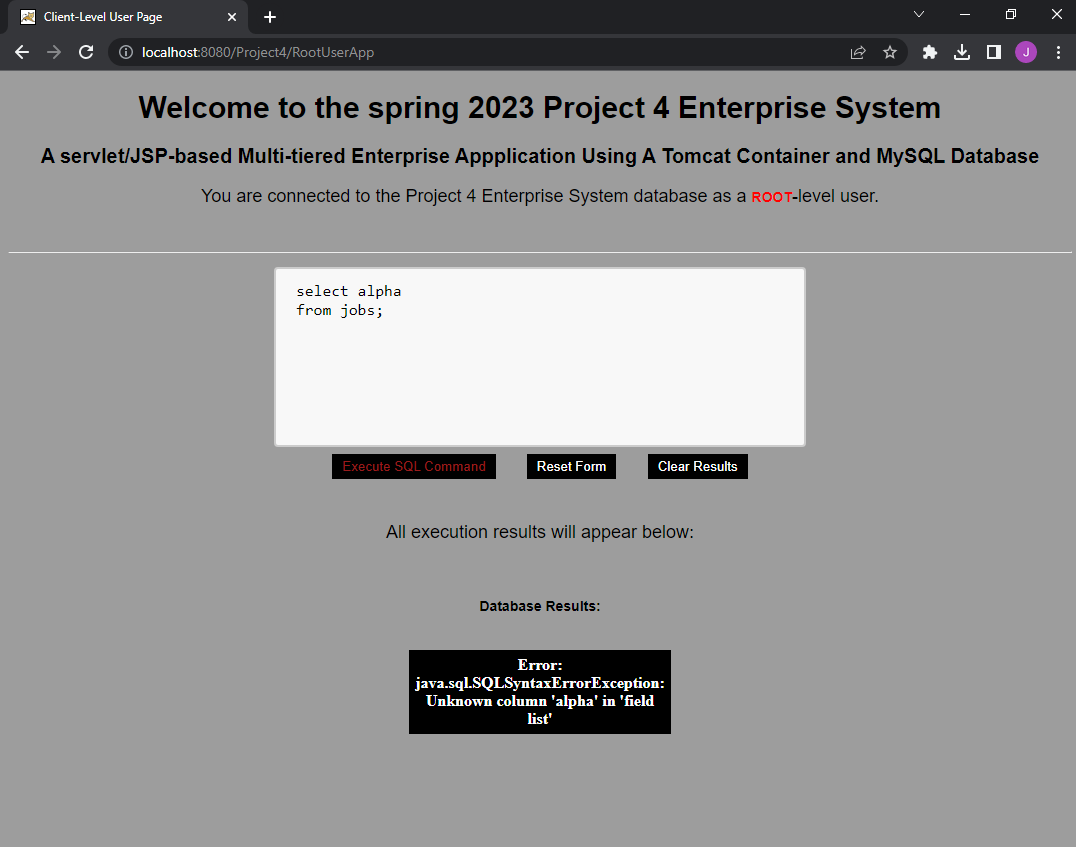 Client-Level User Page
localhost:8080/Project4/RootUserApp
J
Welcome to the spring 2023 Project 4 Enterprise System
A servlet/JSP-based Multi-tiered Enterprise Appplication Using A Tomcat Container and MySQL Database
You are connected to the Project 4 Enterprise System database as a ROOT-level user.
select alpha
from jobs;
Execute SQL Command Reset Form Clear Results
All execution results will appear below:
Database Results:
Error:
java.sql.SQLSyntaxErrorException:
Unknown column 'alpha' in 'field
list'